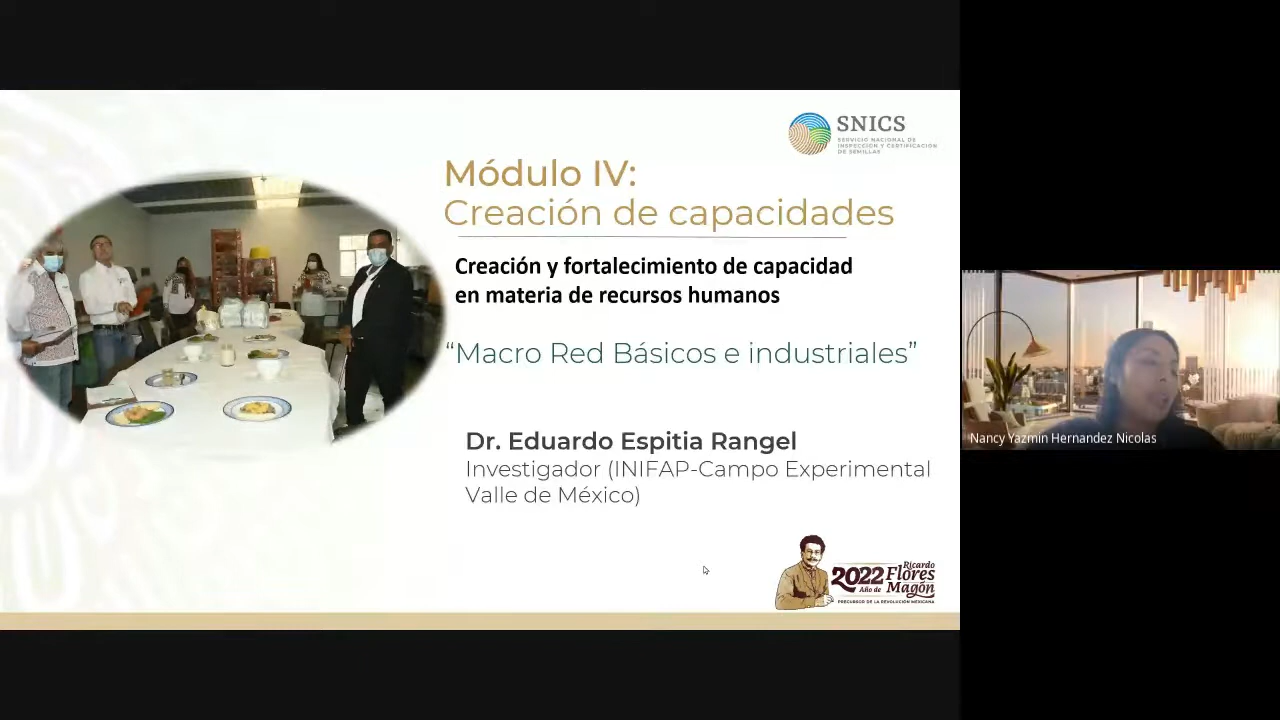 SNICS
SERVICIO NACIONAL DE
INSPECCIÓN Y CERTIFICACIÓN
DE SEMILLAS
Módulo IV:
Creación de capacidades
Creación y fortalecimiento de capacidad
en materia de recursos humanos
“Macro Red Básicos e industriales”
Dr. Eduardo Espitia Rangel
Investigador (INIFAP-Campo Experimental
Valle de México)
2022 Ricardo
Año de Flores
Magón
PRECURSOR DE LA REVOLUCIÓN MEXICANA
Nancy Yazmin Hernandez Nicolas